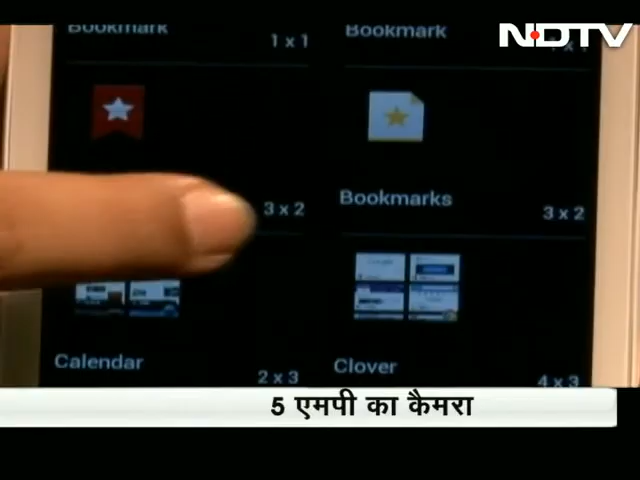 NDTV
Bookmark
1 x 1
Bookmark
3 x 2
Bookmarks
3 x 2
Calendar
2 x 3
Clover
4 x 3
5 एमपी का कैमरा